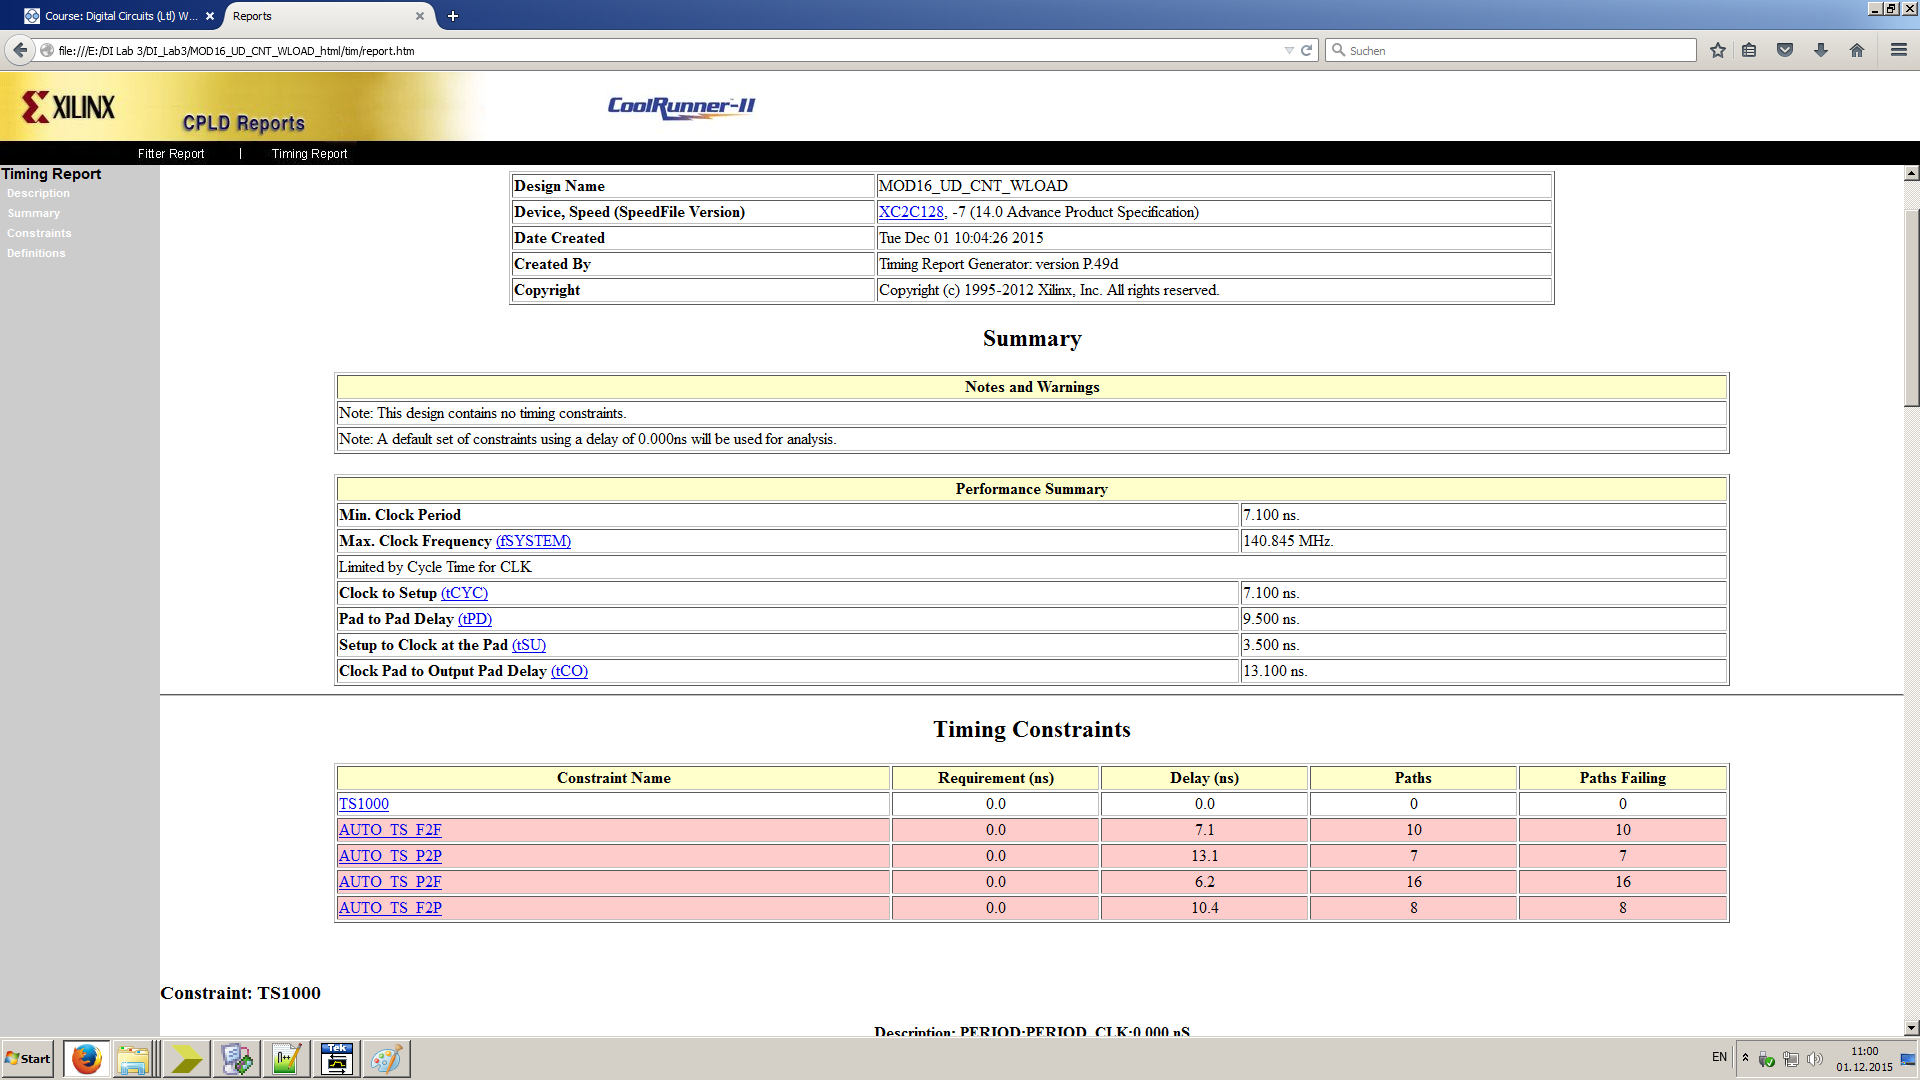 Course: Digital Circuits (Ltl) W...
Reports
file:///E:/DI Lab 3/DI_Lab3/MOD16_UD_CNT_WLOAD_html/tim/report.htm
Suchen
XILINX
CPLD Reports
CoolRunner-II
Fitter Report | Timing Report
Timing Report
Description
Summary
Constraints
Definitions
Design Name MOD16_UD_CNT_WLOAD
Device, Speed (SpeedFile Version) XC2C128, -7 (14.0 Advance Product Specification)
Date Created Tue Dec 01 10:04:26 2015
Created By Timing Report Generator: version P.49d
Copyright Copyright (c) 1995-2012 Xilinx, Inc. All rights reserved.
Summary
Notes and Warnings
Note: This design contains no timing constraints.
Note: A default set of constraints using a delay of 0.000ns will be used for analysis.
Performance Summary
Min. Clock Period 7.100 ns.
Max. Clock Frequency (fSYSTEM) 140.845 MHz.
Limited by Cycle Time for CLK
Clock to Setup (tCYC) 7.100 ns.
Pad to Pad Delay (tPD) 9.500 ns.
Setup to Clock at the Pad (tSU) 3.500 ns.
Clock Pad to Output Pad Delay (tCO) 13.100 ns.
Timing Constraints
Constraint Name Requirement (ns) Delay (ns) Paths Paths Failing
TS1000 0.0 0.0 0 0
AUTO_TS_F2F 0.0 7.1 10 10
AUTO_TS_P2P 0.0 13.1 7 7
AUTO_TS_P2F 0.0 6.2 16 16
AUTO_TS_F2P 0.0 10.4 8 8
Constraint: TS1000
Description: PERIOD:PERIOD_CLK:0.000 nS
Start
Tek
EN
11:00
01.12.2015